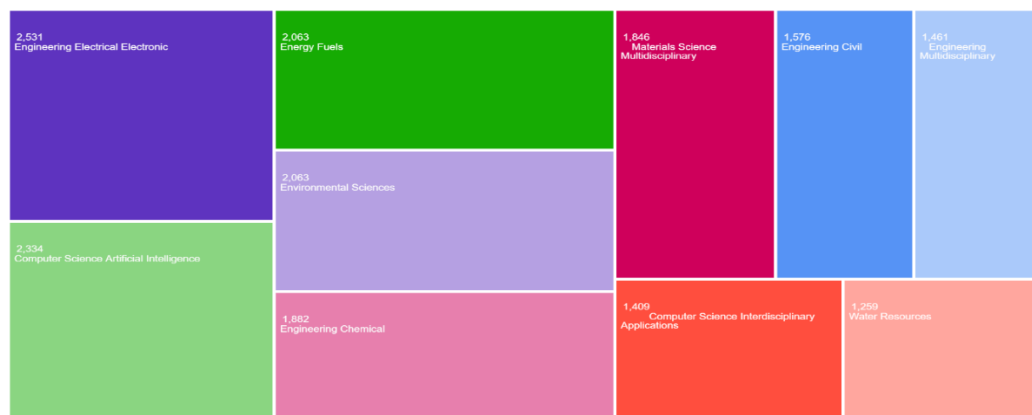 2,531
Engineering Electrical Electronic
2,334
Computer Science Artificial Intelligence
2,063
Energy Fuels
2,063
Environmental Sciences
1,882
Engineering Chemical
1,846
Materials Science
Multidisciplinary
1,576
Engineering Civil
1,461
Engineering
Multidisciplinary
1,409
Computer Science Interdisciplinary
Applications
1,259
Water Resources